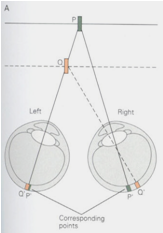 A
P
Q
Left
Right
Q' P'
P' Q'
Corresponding
points